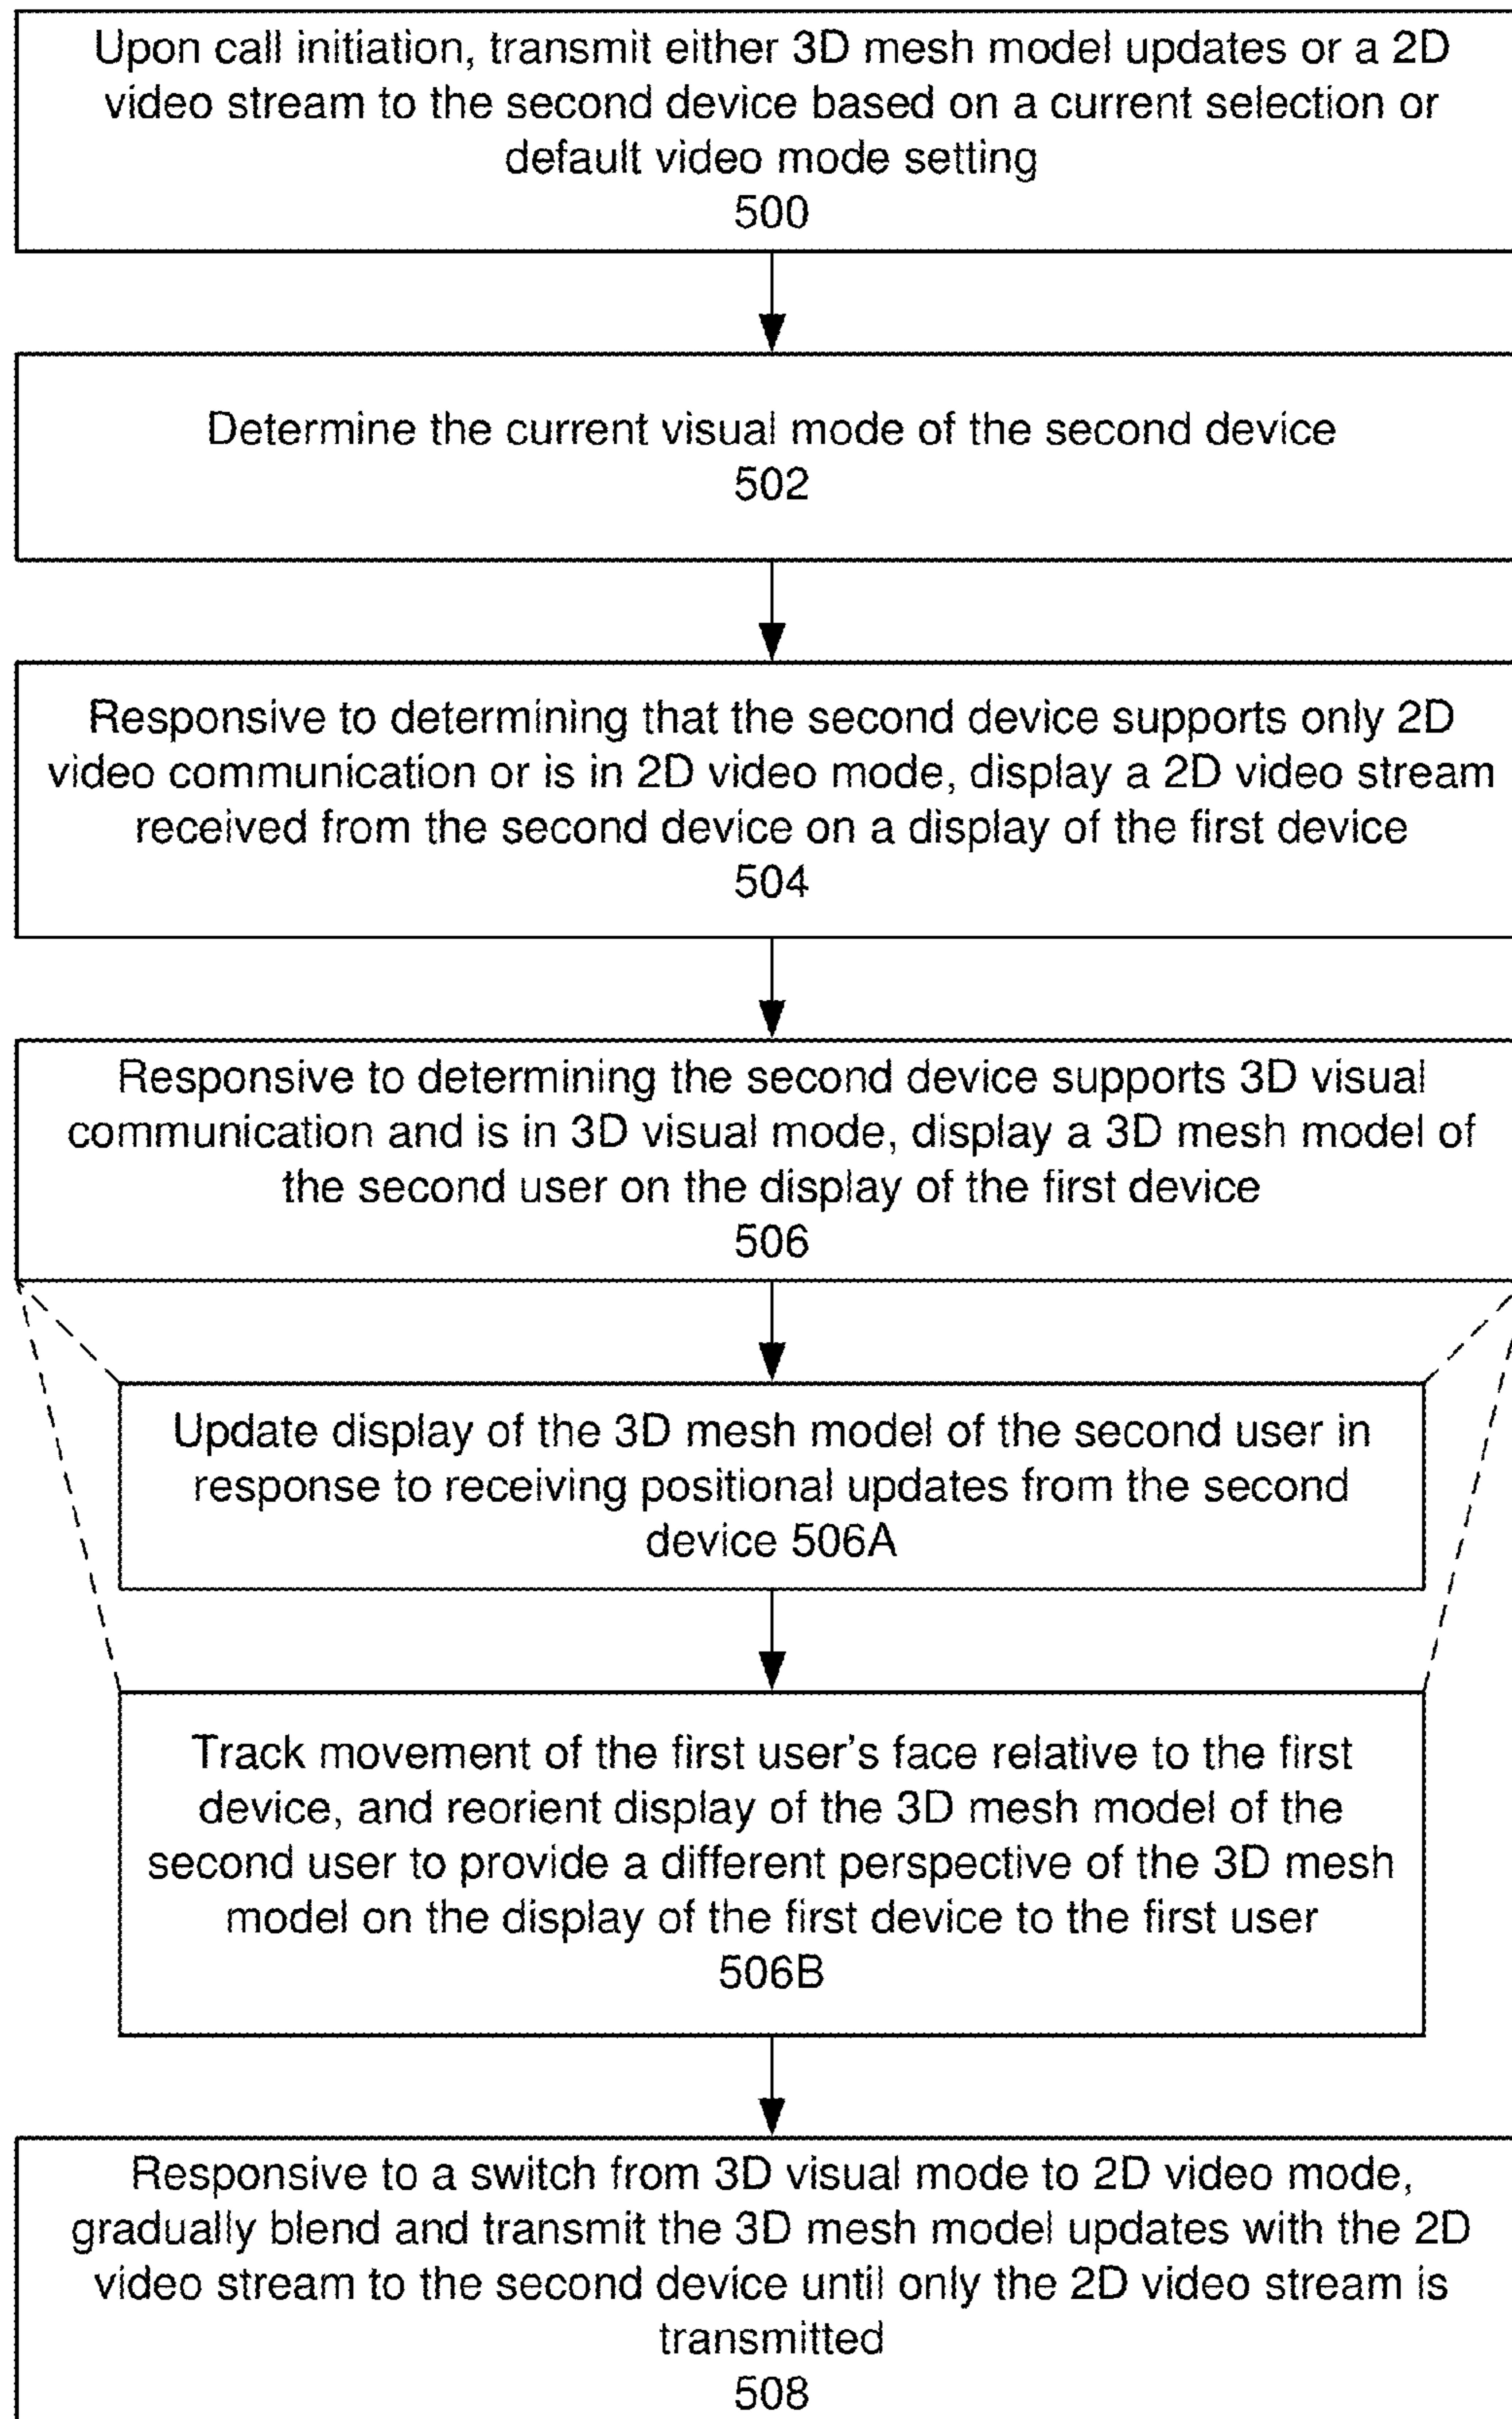 Upon call initiation, transmit either 3D mesh model updates or a 2D
video stream to the second device based on a current selection or
default video mode setting
500
Determine the current visual mode of the second device
502
Responsive to determining that the second device supports only 2D
video communication or is in 2D video mode, display a 2D video stream
received from the second device on a display of the first device
504
Responsive to determining the second device supports 3D visual
communication and is in 3D visual mode, display a 3D mesh model of
the second user on the display of the first device
506
Update display of the 3D mesh model of the second user in
response to receiving positional updates from the second
device 506A
Track movement of the first user's face relative to the first
device, and reorient display of the 3D mesh model of the
second user to provide a different perspective of the 3D mesh
model on the display of the first device to the first user
506B
Responsive to a switch from 3D visual mode to 2D video mode,
gradually blend and transmit the 3D mesh model updates with the 2D
video stream to the second device until only the 2D video stream is
transmitted
508